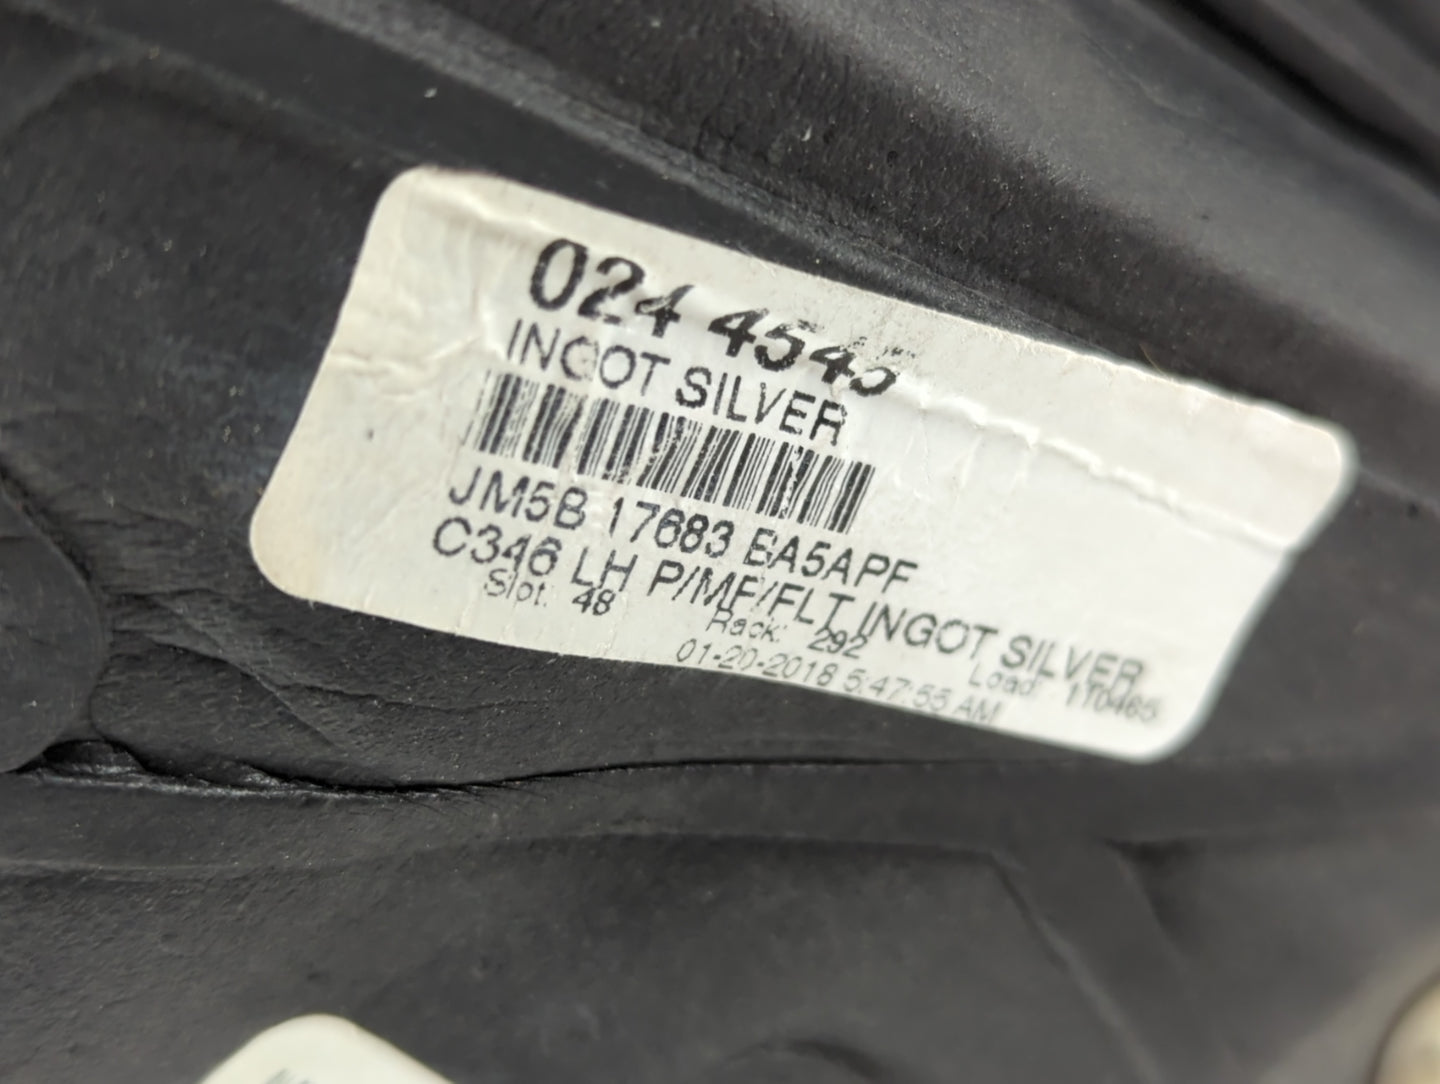 024 4545
INGOT SILVER
JM5B 17683 BA5APF
C346 LH P/MF/FLT INGOT SILVER
Slot: 48 Rack: 292 Load: 1T0465
01-20-2018 5:47:55 AM